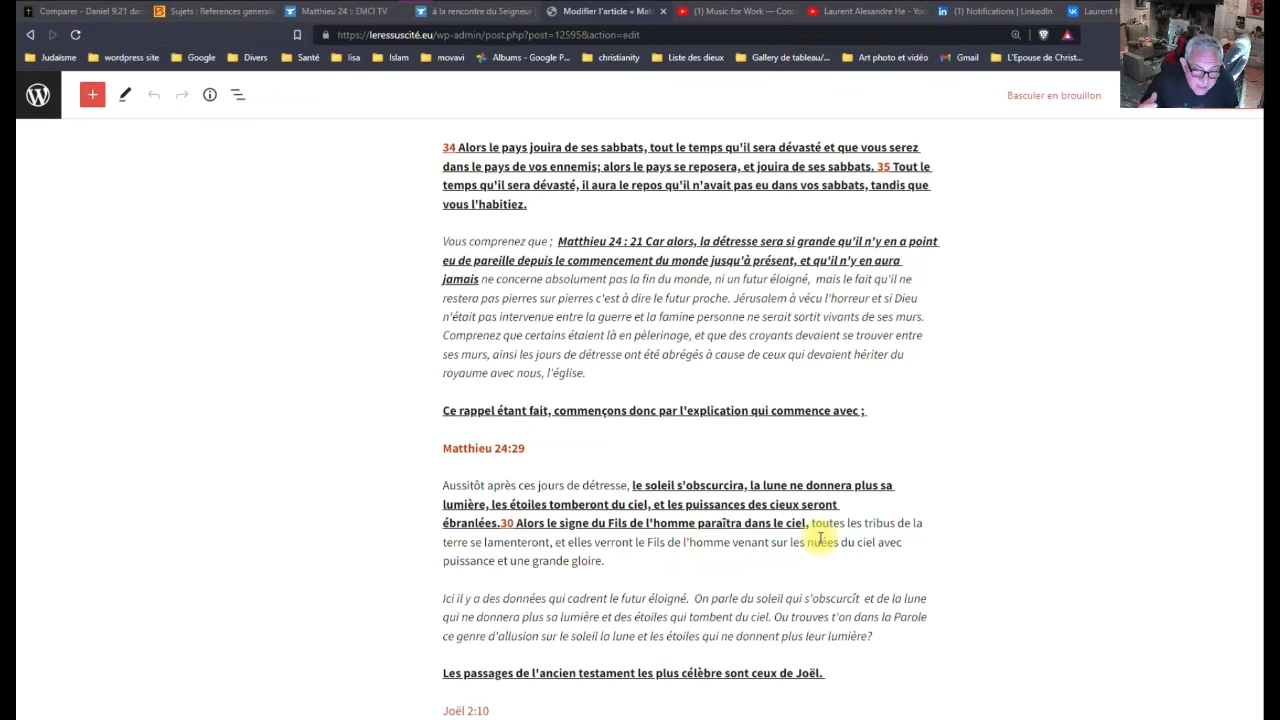 Comparer - Daniel 9.21 dan
Sujets : References generale
Matthieu 24 :: EMCI TV
à la rencontre du Seigneur
Modifier l'article « Mat
(1) Music for Work — Conc
Laurent Alexandre He - You
(1) Notifications | LinkedIn
Laurent H
https://leressuscité.eu/wp-admin/post.php?post=12595&action=edit
Judaïsme
wordpress site
Google
Divers
Santé
lisa
Islam
movavi
Albums - Google P...
christianity
Liste des dieux
Gallery de tableau/...
Art photo et vidéo
Gmail
L'Epouse de Christ...
Basculer en brouillon
34 Alors le pays jouira de ses sabbats, tout le temps qu'il sera dévasté et que vous serez
dans le pays de vos ennemis; alors le pays se reposera, et jouira de ses sabbats. 35 Tout le
temps qu'il sera dévasté, il aura le repos qu'il n'avait pas eu dans vos sabbats, tandis que
vous l'habitiez.
Vous comprenez que ; Matthieu 24 : 21 Car alors, la détresse sera si grande qu'il n'y en a point
eu de pareille depuis le commencement du monde jusqu'à présent, et qu'il n'y en aura
jamais ne concerne absolument pas la fin du monde, ni un futur éloigné, mais le fait qu'il ne
restera pas pierres sur pierres c'est à dire le futur proche. Jérusalem à vécu l'horreur et si Dieu
n'était pas intervenue entre la guerre et la famine personne ne serait sortit vivants de ses murs.
Comprenez que certains étaient là en pèlerinage, et que des croyants devaient se trouver entre
ses murs, ainsi les jours de détresse ont été abrégés à cause de ceux qui devaient hériter du
royaume avec nous, l'église.
Ce rappel étant fait, commençons donc par l'explication qui commence avec ;
Matthieu 24:29
Aussitôt après ces jours de détresse, le soleil s'obscurcira, la lune ne donnera plus sa
lumière, les étoiles tomberont du ciel, et les puissances des cieux seront
ébranlées.30 Alors le signe du Fils de l'homme paraîtra dans le ciel, toutes les tribus de la
terre se lamenteront, et elles verront le Fils de l'homme venant sur les nuées du ciel avec
puissance et une grande gloire.
Ici il y a des données qui cadrent le futur éloigné. On parle du soleil qui s'obscurcît et de la lune
qui ne donnera plus sa lumière et des étoiles qui tombent du ciel. Ou trouves t'on dans la Parole
ce genre d'allusion sur le soleil la lune et les étoiles qui ne donnent plus leur lumière?
Les passages de l'ancien testament les plus célèbre sont ceux de Joël.
Joël 2:10